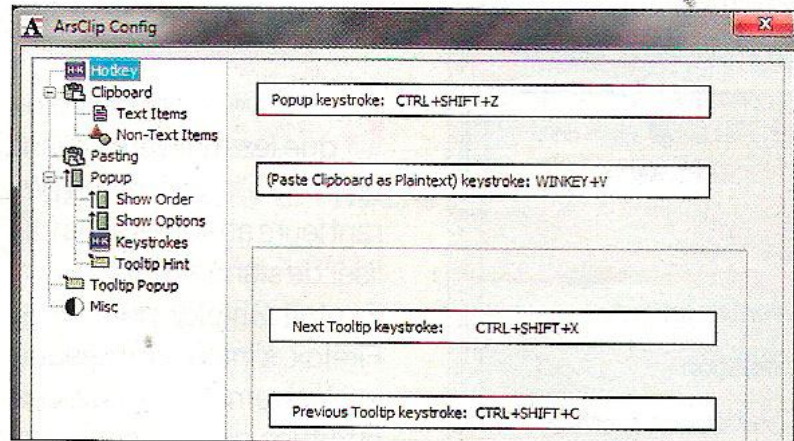 ArsClip Config
Hotkey
Clipboard
Text Items
Non-Text Items
Pasting
Popup
Show Order
Show Options
Keystrokes
Tooltip Hint
Tooltip Popup
Misc
Popup keystroke: CTRL+SHIFT+Z
(Paste Clipboard as Plaintext) keystroke: WINKEY+V
Next Tooltip keystroke: CTRL+SHIFT+X
Previous Tooltip keystroke: CTRL+SHIFT+C